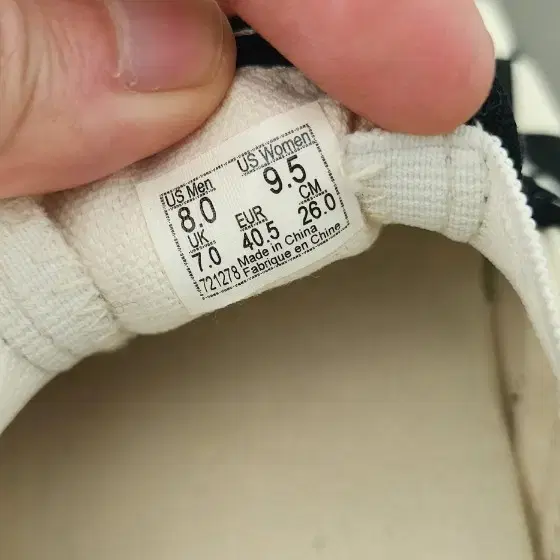 US Men US Women
8.0 9.5
UK EUR CM
7.0 40.5 26.0
Made in China
721278 Fabrique en Chine